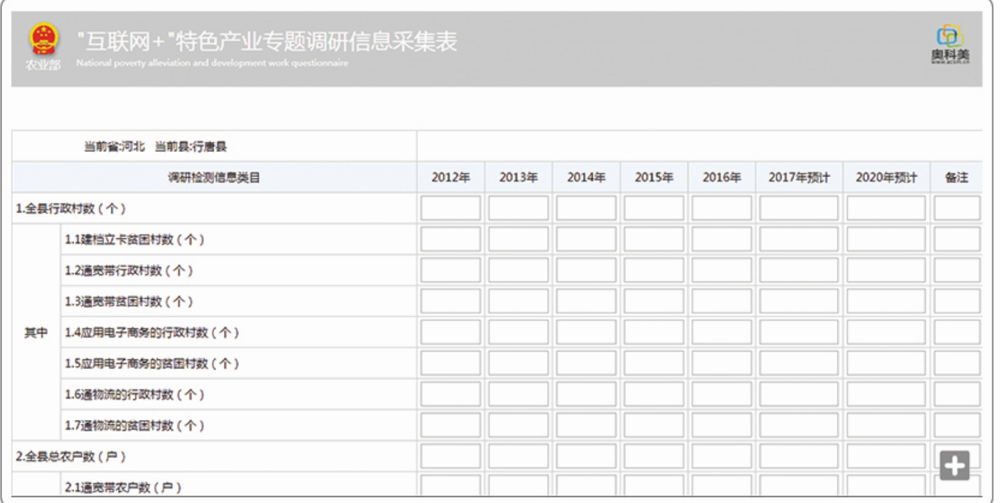 "互联网+"特色产业专题调研信息采集表
农业部 National poverty alleviation and development work questionnaire
奥科美
当前省:河北 当前县:行唐县
调研检测信息类目 2012年 2013年 2014年 2015年 2016年 2017年预计 2020年预计 备注
1.全县行政村数(个)
1.1建档立卡贫困村数(个)
1.2通宽带行政村数(个)
1.3通宽带贫困村数(个)
其中 1.4应用电子商务的行政村数(个)
1.5应用电子商务的贫困村数(个)
1.6通物流的行政村数(个)
1.7通物流的贫困村数(个)
2.全县总农户数(户)
2.1通宽带农户数(户)